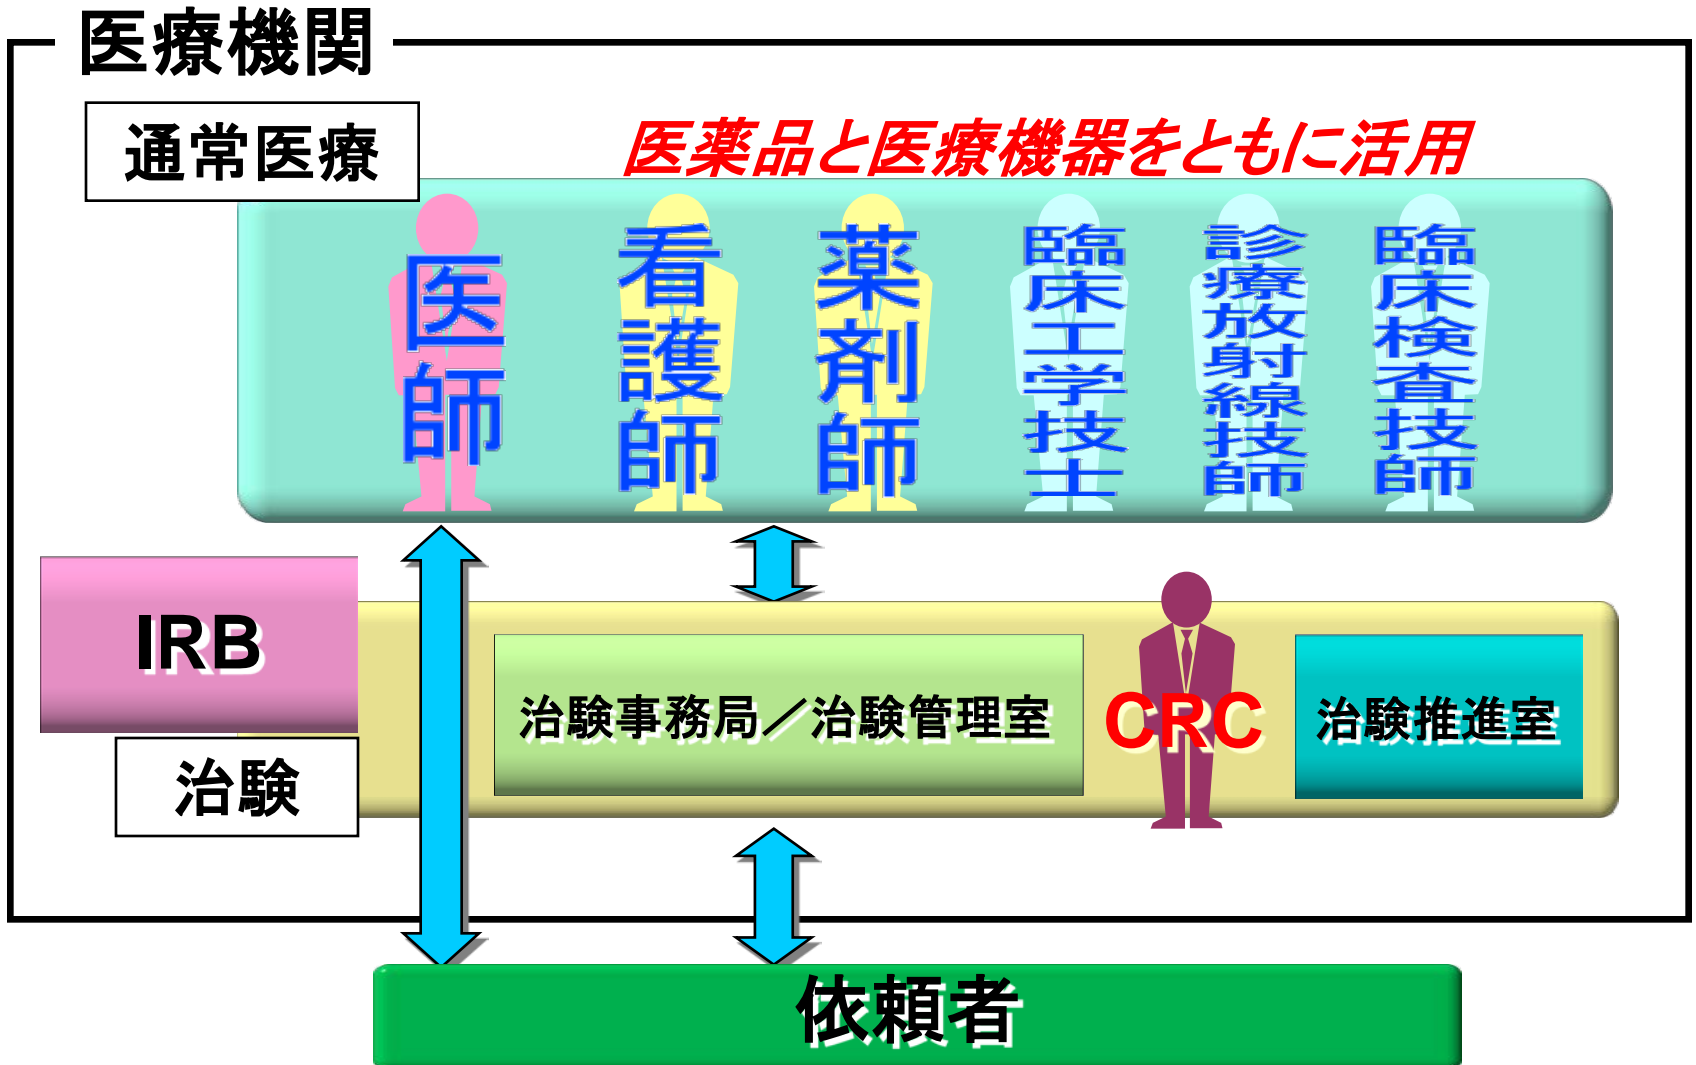 医療機関
通常医療
医薬品と医療機器をともに活用
医師
看護師
薬剤師
臨床工学技士
診療放射線技師
臨床検査技師
IRB
治験事務局／治験管理室
CRC
治験推進室
治験
依頼者